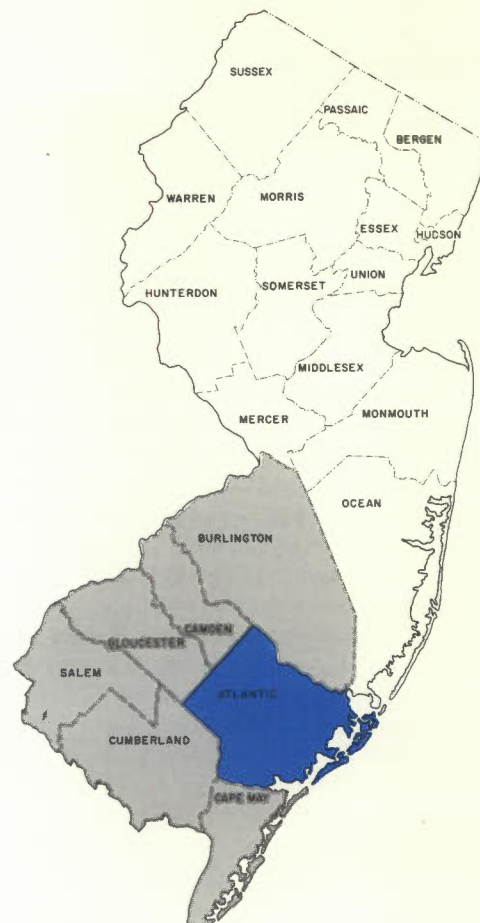 SUSSEX
PASSAIC
BERGEN
WARREN
MORRIS
ESSEX
HUDSON
UNION
HUNTERDON
SOMERSET
MIDDLESEX
MERCER
MONMOUTH
OCEAN
BURLINGTON
CAMDEN
GLOUCESTER
SALEM
ATLANTIC
CUMBERLAND
CAPE MAY